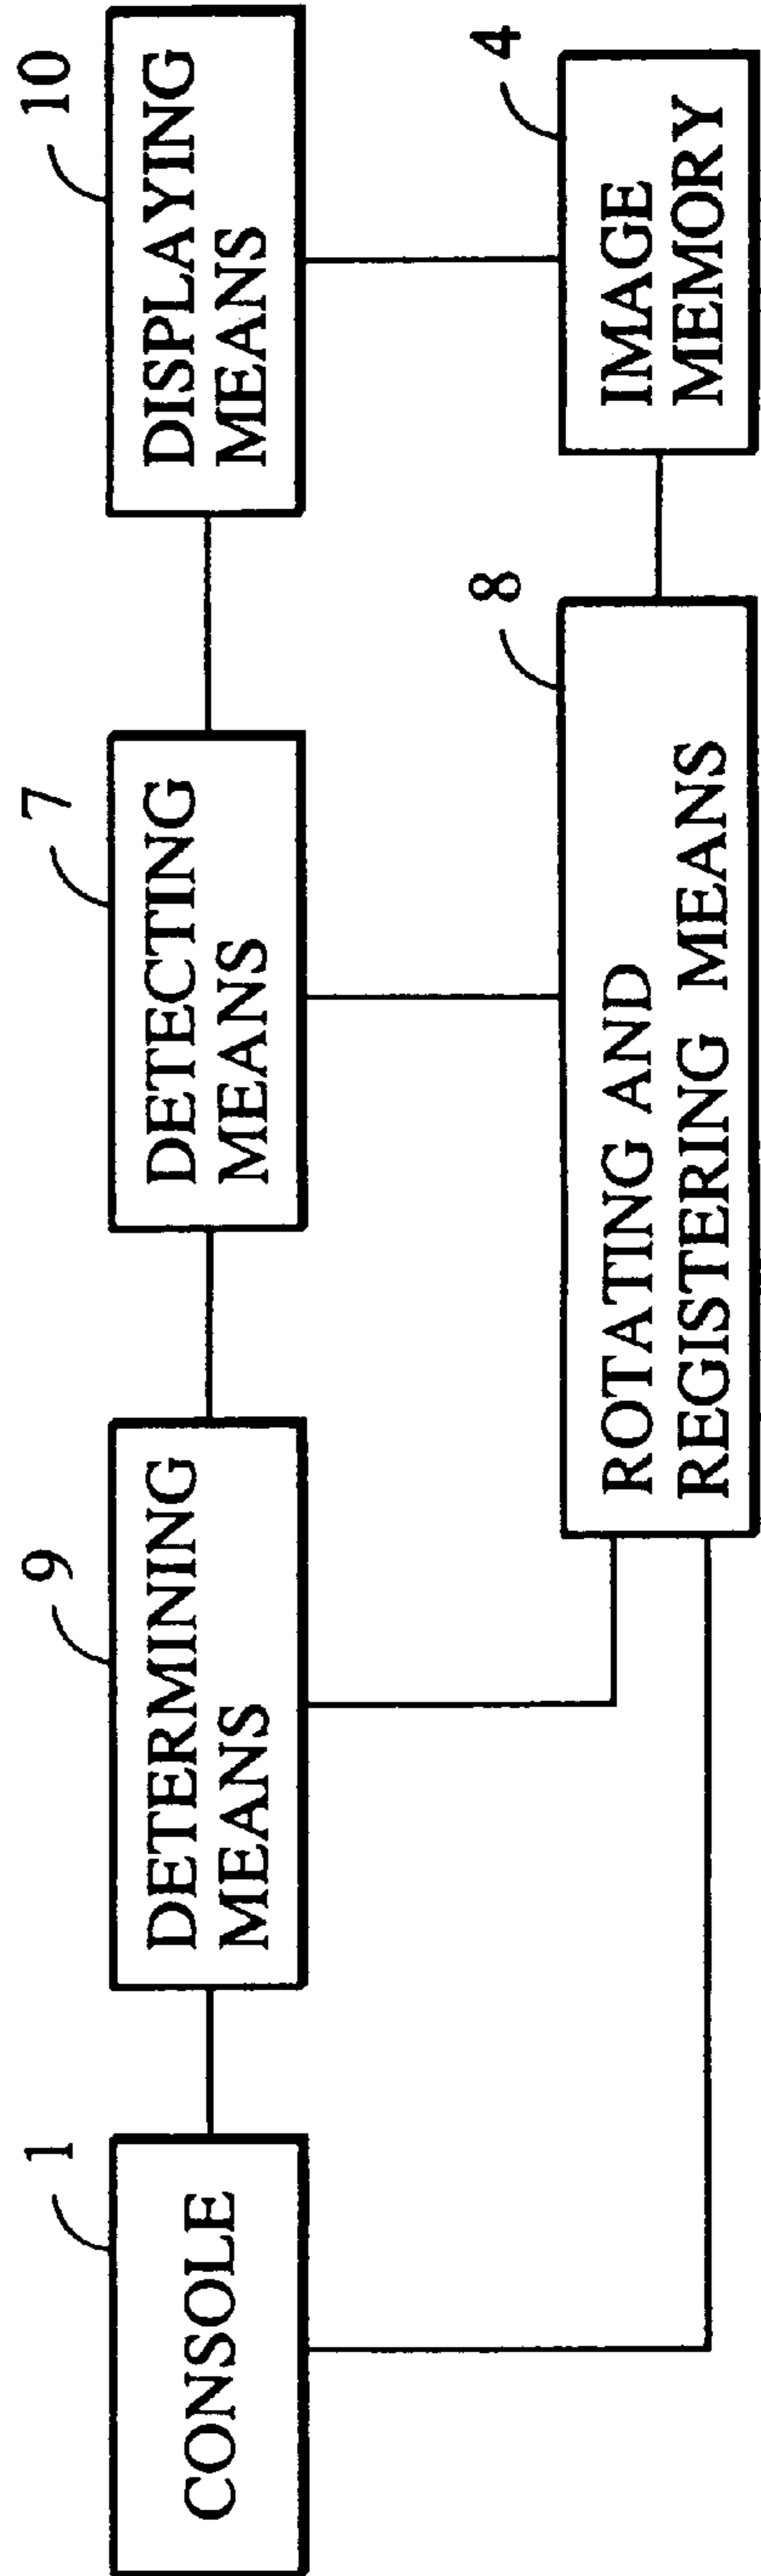 1
CONSOLE
9
DETERMINING
MEANS
7
DETECTING
MEANS
10
DISPLAYING
MEANS
8
ROTATING AND
REGISTERING MEANS
4
IMAGE
MEMORY